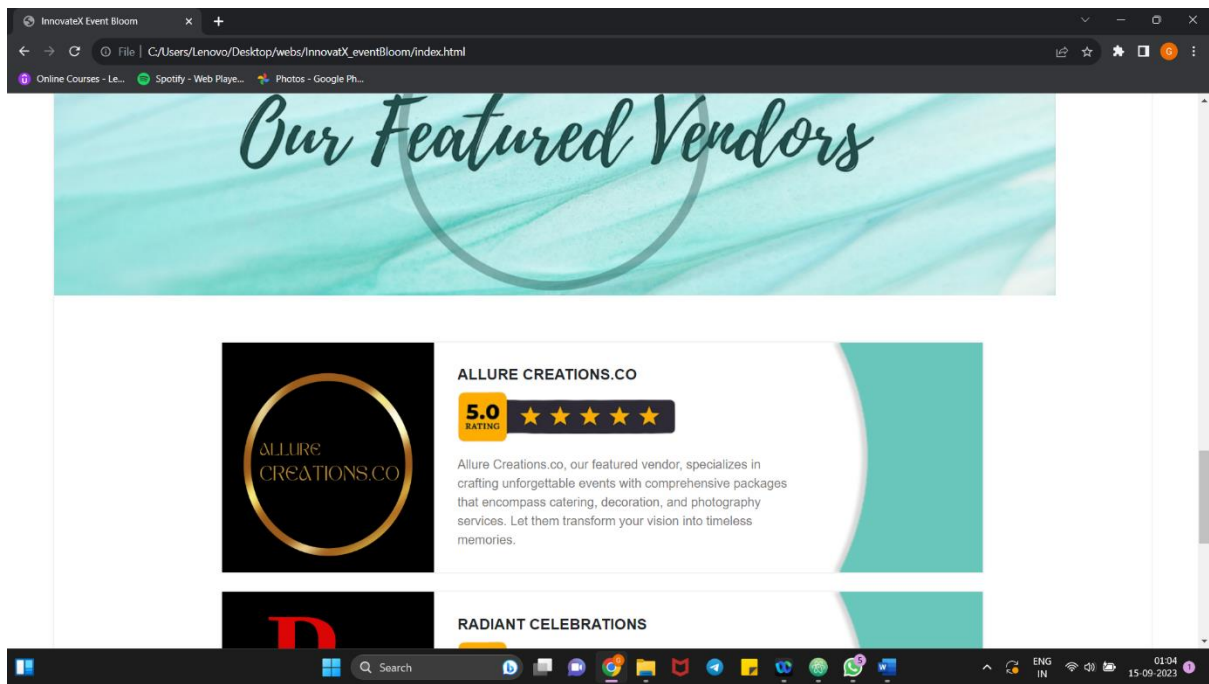 InnovateX Event Bloom
File | C:/Users/Lenovo/Desktop/webs/InnovatX_eventBloom/index.html
G
Online Courses - Le... Spotify - Web Playe... Photos - Google Ph...
Our Featured Vendors
ALLURE
CREATIONS.CO
ALLURE CREATIONS.CO
5.0
RATING
Allure Creations.co, our featured vendor, specializes in
crafting unforgettable events with comprehensive packages
that encompass catering, decoration, and photography
services. Let them transform your vision into timeless
memories.
RADIANT CELEBRATIONS
Search
5
ENG
IN
01:04
15-09-2023
1